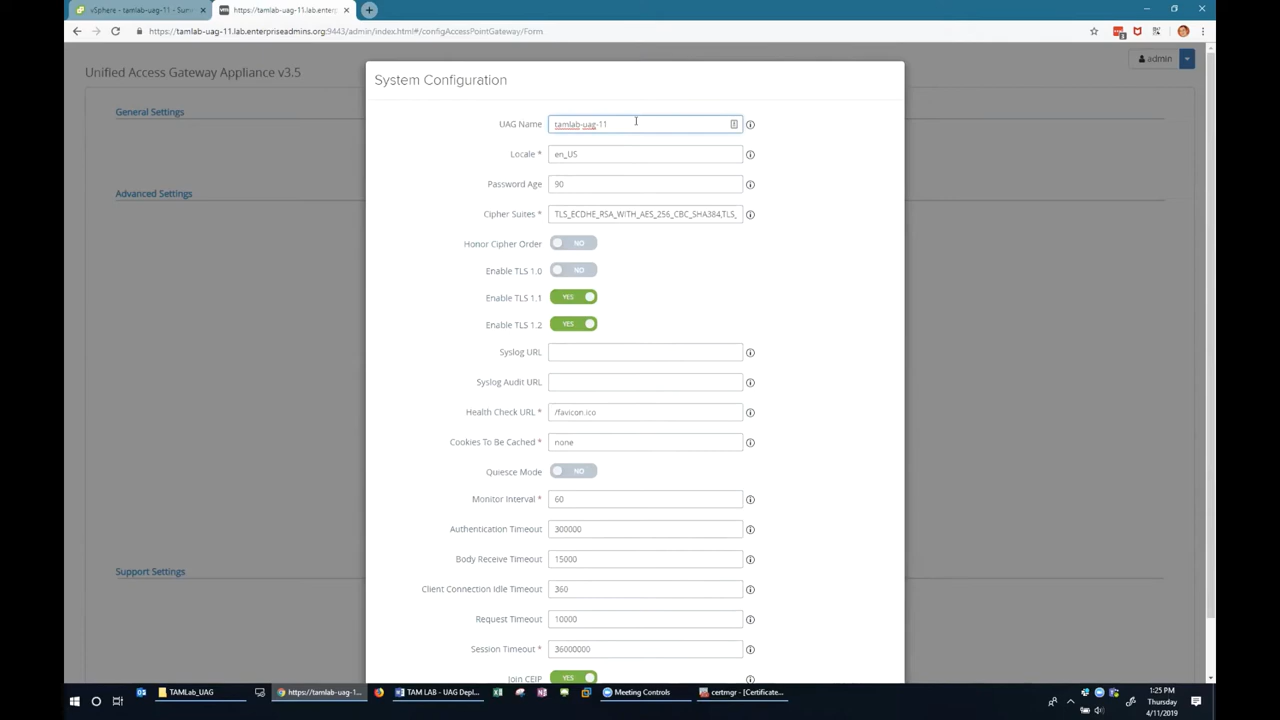 vSphere - tamlab-uag-11 - Sum
https://tamlab-uag-11.lab.enter
https://tamlab-uag-11.lab.enterpriseadmins.org:9443/admin/index.html#/configAccessPointGateway/Form
Unified Access Gateway Appliance v3.5
admin
General Settings
Advanced Settings
Support Settings
System Configuration
UAG Name tamlab-uag-11
Locale * en_US
Password Age 90
Cipher Suites * TLS_ECDHE_RSA_WITH_AES_256_CBC_SHA384,TLS_
Honor Cipher Order NO
Enable TLS 1.0 NO
Enable TLS 1.1 YES
Enable TLS 1.2 YES
Syslog URL
Syslog Audit URL
Health Check URL * /favicon.ico
Cookies To Be Cached * none
Quiesce Mode NO
Monitor Interval * 60
Authentication Timeout 300000
Body Receive Timeout 15000
Client Connection Idle Timeout 360
Request Timeout 10000
Session Timeout * 36000000
Join CEIP YES
TAMLab_UAG
https://tamlab-uag-1...
TAM LAB - UAG Depl...
Meeting Controls
certmgr - [Certificate...
1:25 PM
Thursday
4/11/2019